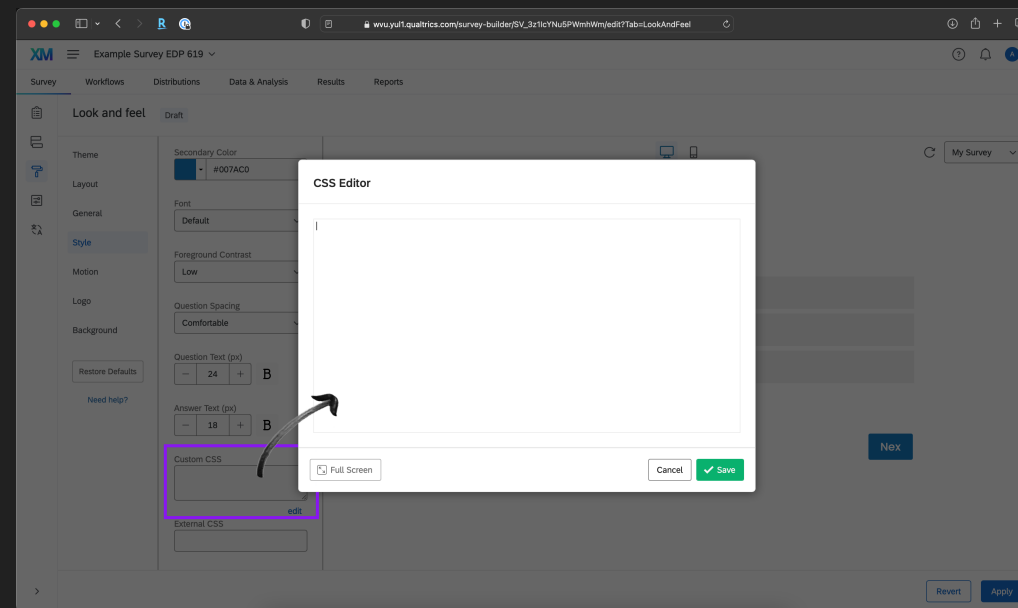 wvu.yul1.qualtrics.com/survey-builder/SV_3z1IcYNu5PWmhWm/edit?Tab=LookAndFeel
XM Example Survey EDP 619
Survey Workflows Distributions Data & Analysis Results Reports
Look and feel Draft
Theme
Layout
General
Style
Motion
Logo
Background
Restore Defaults
Need help?
Secondary Color
#007AC0
Font
Default
Foreground Contrast
Low
Question Spacing
Comfortable
Question Text (px)
24 B
Answer Text (px)
18 B
Custom CSS
edit
External CSS
My Survey
CSS Editor
Full Screen Cancel Save
Nex
Revert Apply